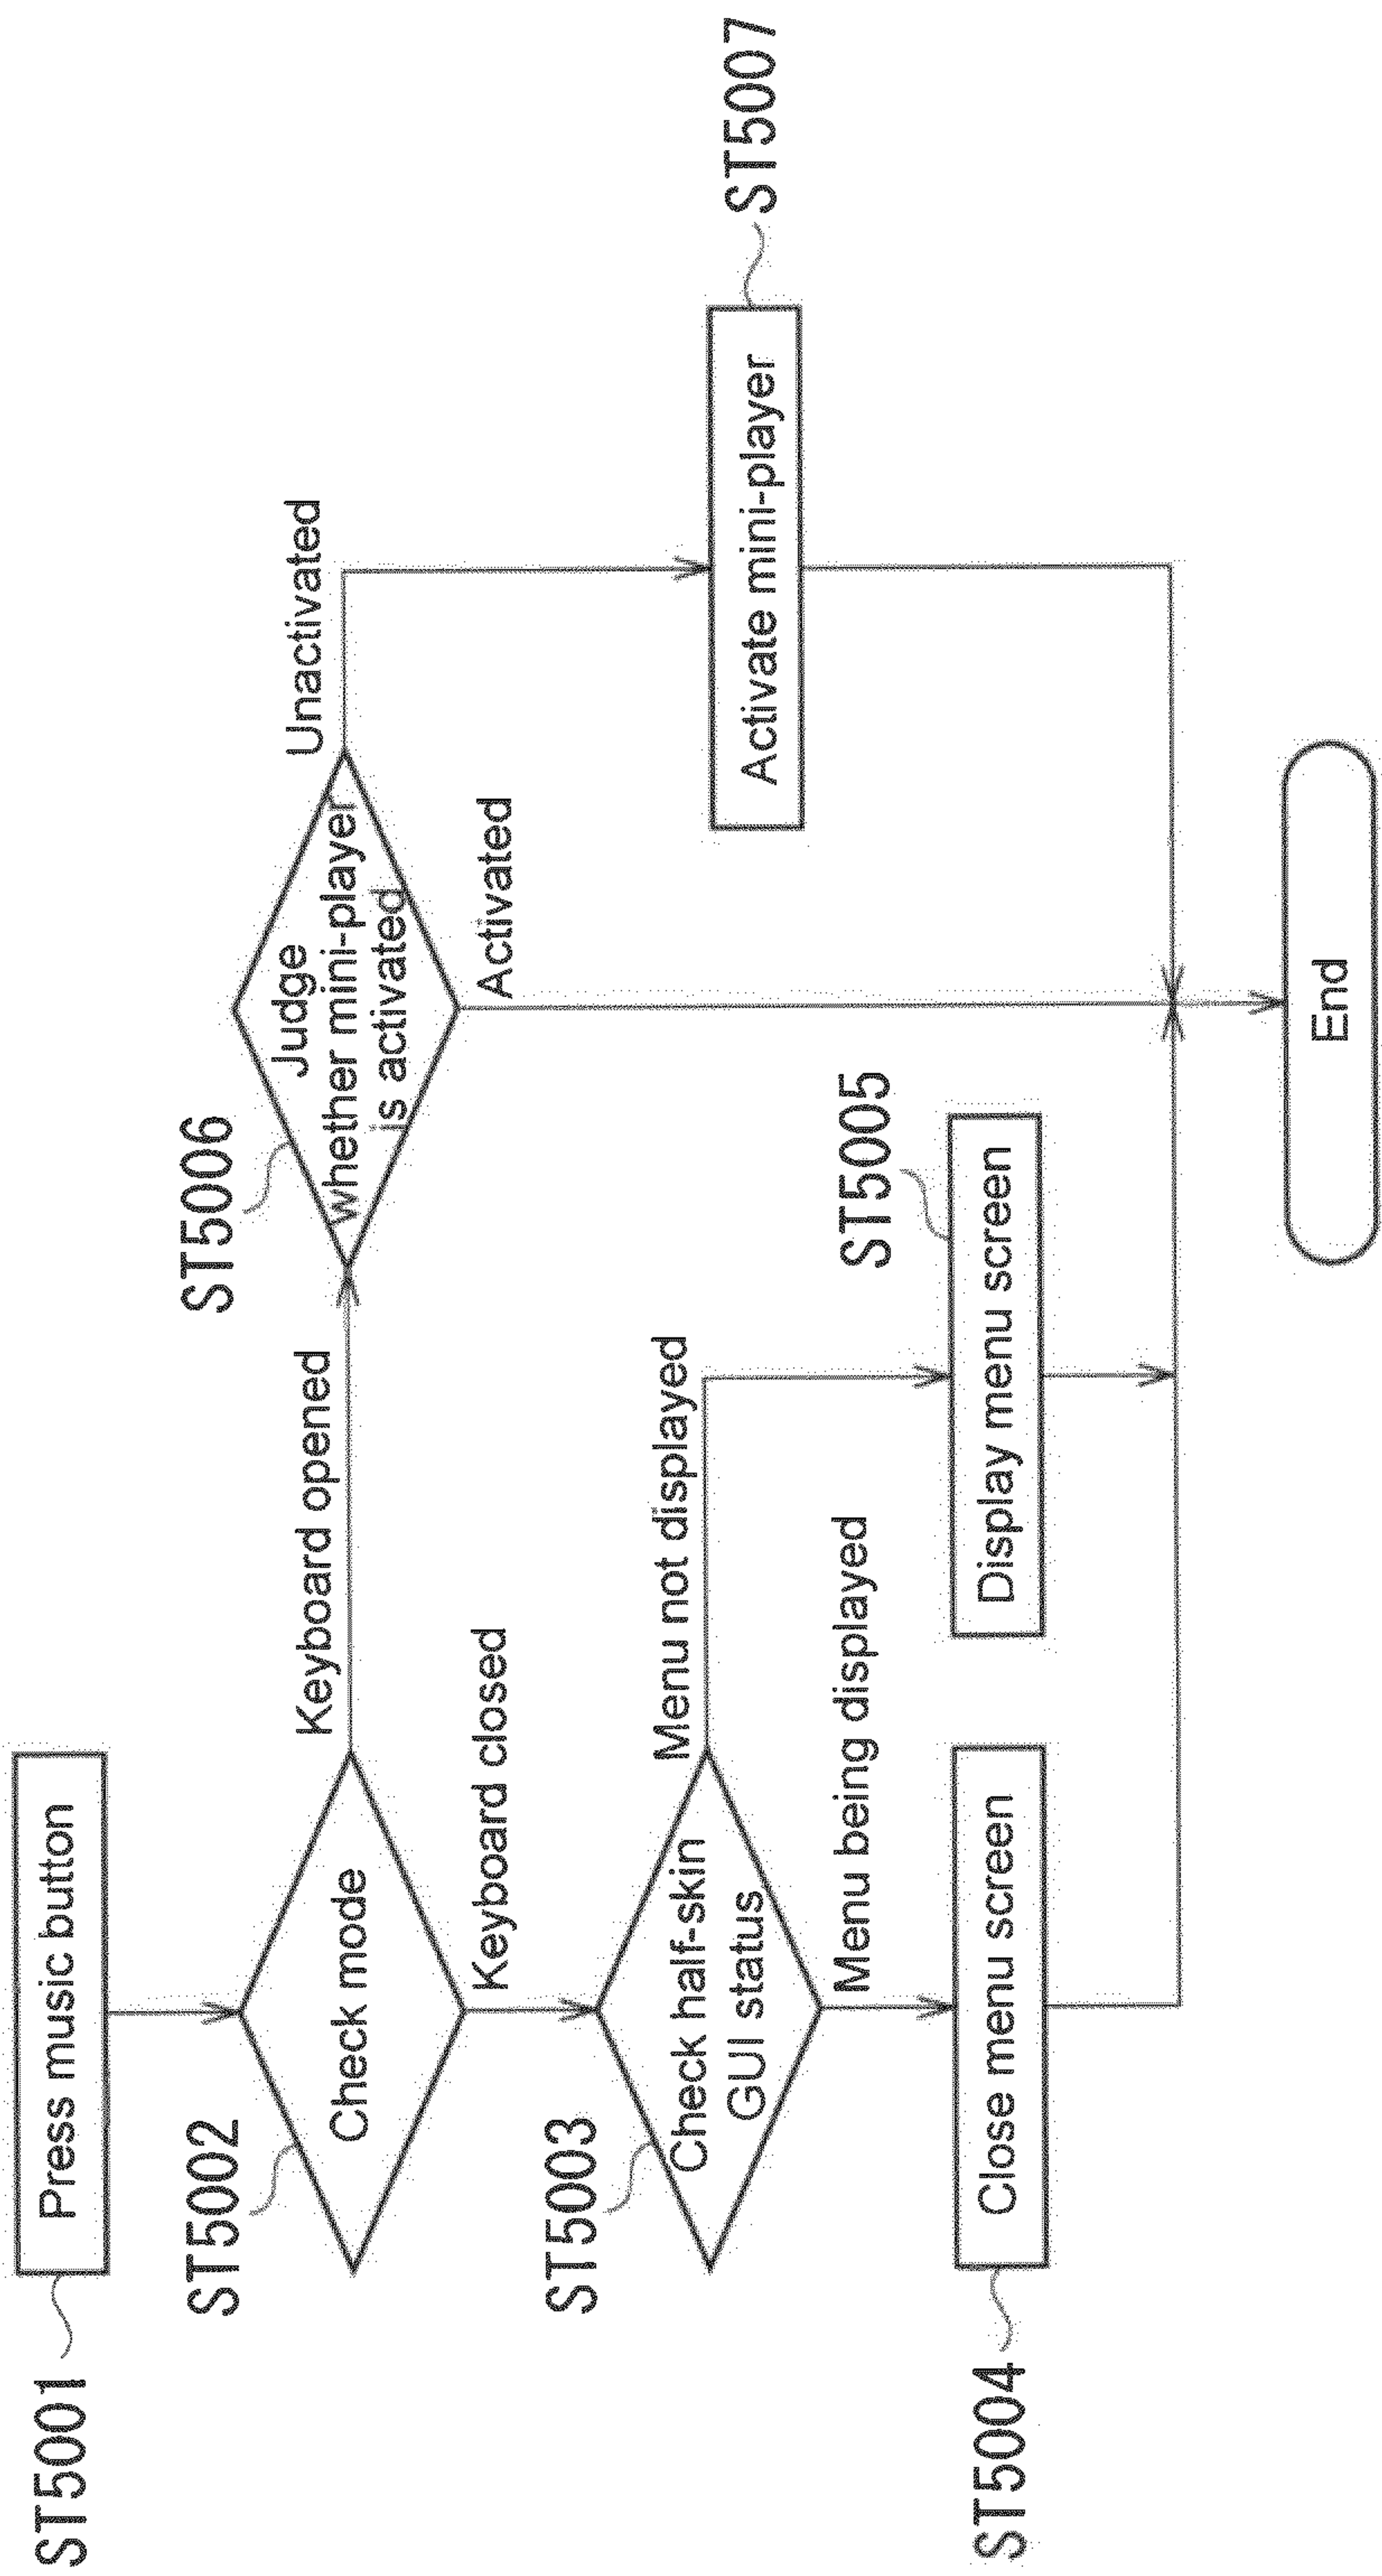 ST5001
Press music button
ST5002
Check mode
Keyboard opened
Keyboard closed
ST5006
Judge
whether mini-player
is activated
Unactivated
Activated
ST5003
Check half-skin
GUI status
Menu not displayed
Menu being displayed
ST5007
Activate mini-player
ST5004
Close menu screen
ST5005
Display menu screen
End